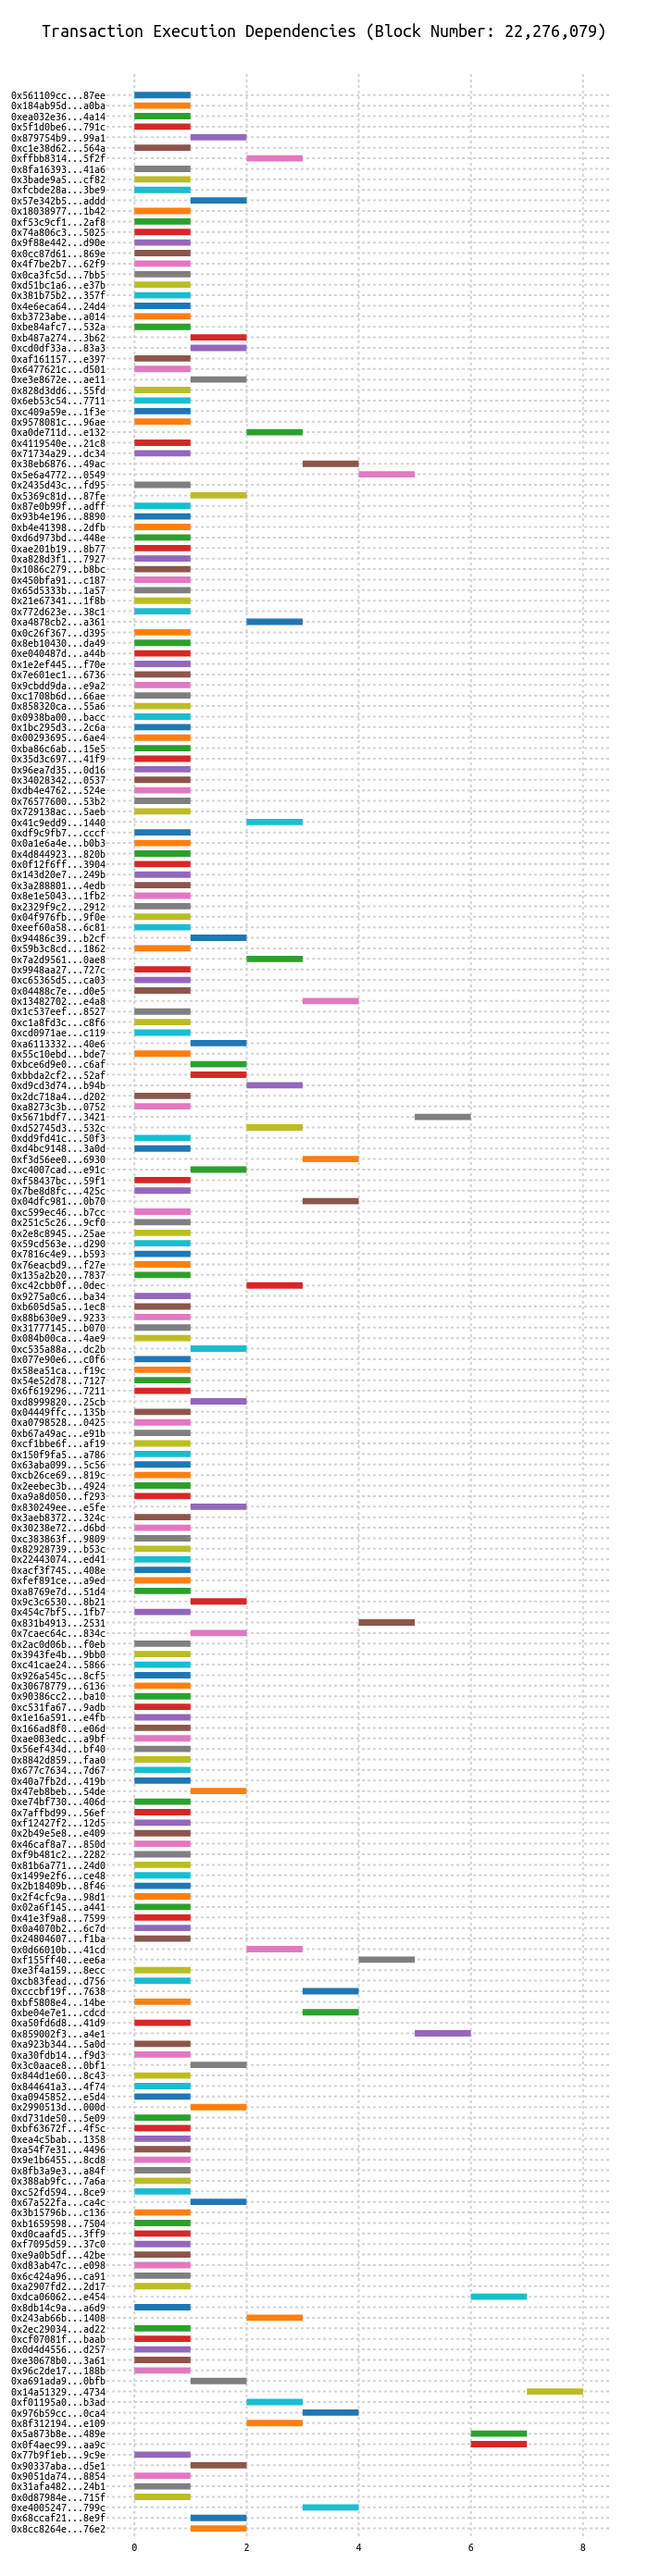 Transaction Execution Dependencies (Block Number: 22,276,079)
0x561109cc...87ee
0x184ab95d...a0ba
0xea032e36...4a14
0x5f1d0be6...791c
0x879754b9...99a1
0xc1e38d62...564a
0xffbb8314...5f2f
0x8fa16393...41a6
0x3bade9a5...cf82
0xfcbde28a...3be9
0x57e342b5...addd
0x18038977...1b42
0xf53c9cf1...2af8
0x74a806c3...5025
0x9f88e442...d90e
0x0cc87d61...869e
0x4f7be2b7...62f9
0x0ca3fc5d...7bb5
0xd51bc1a6...e37b
0x381b75b2...357f
0x4e6eca64...24d4
0xb3723abe...a014
0xbe84afc7...532a
0xb487a274...3b62
0xcd0df33a...83a3
0xaf161157...e397
0x6477621c...d501
0xe3e8672e...ae11
0x828d3dd6...55fd
0x6eb53c54...7711
0xc409a59e...1f3e
0x9578081c...96ae
0xa0de711d...e132
0x4119540e...21c8
0x71734a29...dc34
0x38eb6876...49ac
0x5e6a4772...0549
0x2435d43c...fd95
0x5369c81d...87fe
0x87e0b99f...adff
0x93b4e196...8890
0xb4e41398...2dfb
0xd6d973bd...448e
0xae201b19...8b77
0xa828d3f1...7927
0x1086c279...b8bc
0x450bfa91...c187
0x65d5333b...1a57
0x21e67341...1f8b
0x772d623e...38c1
0xa4878cb2...a361
0x0c26f367...d395
0x8eb10430...da49
0xe040487d...a44b
0x1e2ef445...f70e
0x7e601ec1...6736
0x9cbdd9da...e9a2
0xc1708b6d...66ae
0x858320ca...55a6
0x0938ba00...bacc
0x1bc295d3...2c6a
0x00293695...6ae4
0xba86c6ab...15e5
0x35d3c697...41f9
0x96ea7d35...0d16
0x34028342...0537
0xdb4e4762...524e
0x76577600...53b2
0x729138ac...5aeb
0x41c9edd9...1440
0xdf9c9fb7...cccf
0x0a1e6a4e...b0b3
0x4d844923...820b
0x0f12f6ff...3904
0x143d20e7...249b
0x3a288801...4edb
0x8e1e5043...1fb2
0x2329f9c2...2912
0x04f976fb...9f0e
0xeef60a58...6c81
0x94486c39...b2cf
0x59b3c8cd...1862
0x7a2d9561...0ae8
0x9948aa27...727c
0xc65365d5...ca03
0x04488c7e...d0e5
0x13482702...e4a8
0x1c537eef...8527
0xc1a8fd3c...c8f6
0xcd0971ae...c119
0xa6113332...40e6
0x55c10ebd...bde7
0xbce6d9e0...c6af
0xbbda2cf2...52af
0xd9cd3d74...b94b
0x2dc718a4...d202
0xa8273c3b...0752
0x5671bdf7...3421
0xd52745d3...532c
0xdd9fd41c...50f3
0xd4bc9148...3a0d
0xf3d56ee0...6930
0xc4007cad...e91c
0xf58437bc...59f1
0x7be8d8fc...425c
0x04dfc981...0b70
0xc599ec46...b7cc
0x251c5c26...9cf0
0x2e8c8945...25ae
0x59cd563e...d290
0x7816c4e9...b593
0x76eacbd9...f27e
0x135a2b20...7837
0xc42cbb0f...0dec
0x9275a0c6...ba34
0xb605d5a5...1ec8
0x88b630e9...9233
0x31777145...b070
0x084b00ca...4ae9
0xc535a88a...dc2b
0x077e90e6...c0f6
0x58ea51ca...f19c
0x54e52d78...7127
0x6f619296...7211
0xd8999820...25cb
0x04449ffc...135b
0xa0798528...0425
0xb67a49ac...e91b
0xcf1bbe6f...af19
0x150f9fa5...a786
0x63aba099...5c56
0xcb26ce69...819c
0x2eebec3b...4924
0xa9a8d050...f293
0x830249ee...e5fe
0x3aeb8372...324c
0x30238e72...d6bd
0xc383863f...9809
0x82928739...b53c
0x22443074...ed41
0xacf3f745...408e
0xfef891ce...a9ed
0xa8769e7d...51d4
0x9c3c6530...8b21
0x454c7bf5...1fb7
0x831b4913...2531
0x7caec64c...834c
0x2ac0d06b...f0eb
0x3943fe4b...9bb0
0xc41cae24...5866
0x926a545c...8cf5
0x30678779...6136
0x90386cc2...ba10
0xc531fa67...9adb
0x1e16a591...e4fb
0x166ad8f0...e06d
0xae083edc...a9bf
0x56ef434d...bf40
0x8842d859...faa0
0x677c7634...7d67
0x40a7fb2d...419b
0x47eb8beb...54de
0xe74bf730...406d
0x7affbd99...56ef
0xf12427f2...12d5
0x2b49e5e8...e409
0x46caf8a7...850d
0xf9b481c2...2282
0x81b6a771...24d0
0x1499e2f6...ce48
0x2b18409b...8f46
0x2f4cfc9a...98d1
0x02a6f145...a441
0x41e3f9a8...7599
0x0a4070b2...6c7d
0x24804607...f1ba
0x0d66010b...41cd
0xf155ff40...ee6a
0xe3f4a159...8ecc
0xcb83fead...d756
0xcccbf19f...7638
0xbf5808e4...14be
0xbe04e7e1...cdcd
0xa50fd6d8...41d9
0x859002f3...a4e1
0xa923b344...5a0d
0xa30fdb14...f9d3
0x3c0aace8...0bf1
0x844d1e60...8c43
0x844641a3...4f74
0xa0945852...e5d4
0x2990513d...000d
0xd731de50...5e09
0xbf63672f...4f5c
0xea4c5bab...1358
0xa54f7e31...4496
0x9e1b6455...8cd8
0x8fb3a9e3...a84f
0x388ab9fc...7a6a
0xc52fd594...8ce9
0x67a522fa...ca4c
0x3b15796b...c136
0xb1659598...7504
0xd0caafd5...3ff9
0xf7095d59...37c0
0xe9a0b5df...42be
0xd83ab47c...e098
0x6c424a96...ca91
0xa2907fd2...2d17
0xdca06062...e454
0x8db14c9a...a6d9
0x243ab66b...1408
0x2ec29034...ad22
0xcf07081f...baab
0x0d4d4556...d257
0xe30678b0...3a61
0x96c2de17...188b
0xa691ada9...0bfb
0x14a51329...4734
0xf01195a0...b3ad
0x976b59cc...0ca4
0x8f312194...e109
0x5a873b8e...489e
0x0f4aec99...aa9c
0x77b9f1eb...9c9e
0x90337aba...d5e1
0x9051da74...8854
0x31afa482...24b1
0x0d87984e...715f
0xe4005247...799c
0x68ccaf21...8e9f
0x8cc8264e...76e2
0 2 4 6 8